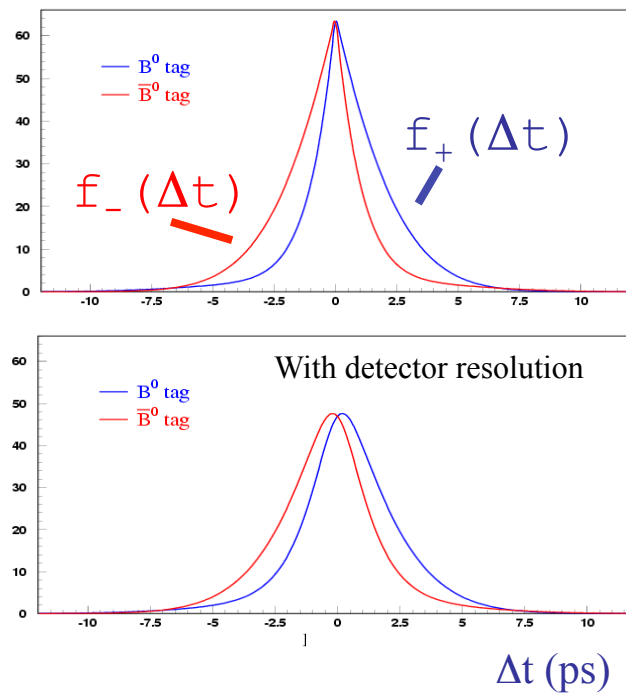 60
50
40
30
20
10
0
B⁰ tag
B̅⁰ tag
f₊(Δt)
f₋(Δt)
-10 -7.5 -5 -2.5 0 2.5 5 7.5 10
60
50
40
30
20
10
0
With detector resolution
B⁰ tag
B̅⁰ tag
-10 -7.5 -5 -2.5 0 2.5 5 7.5 10
]
Δt (ps)